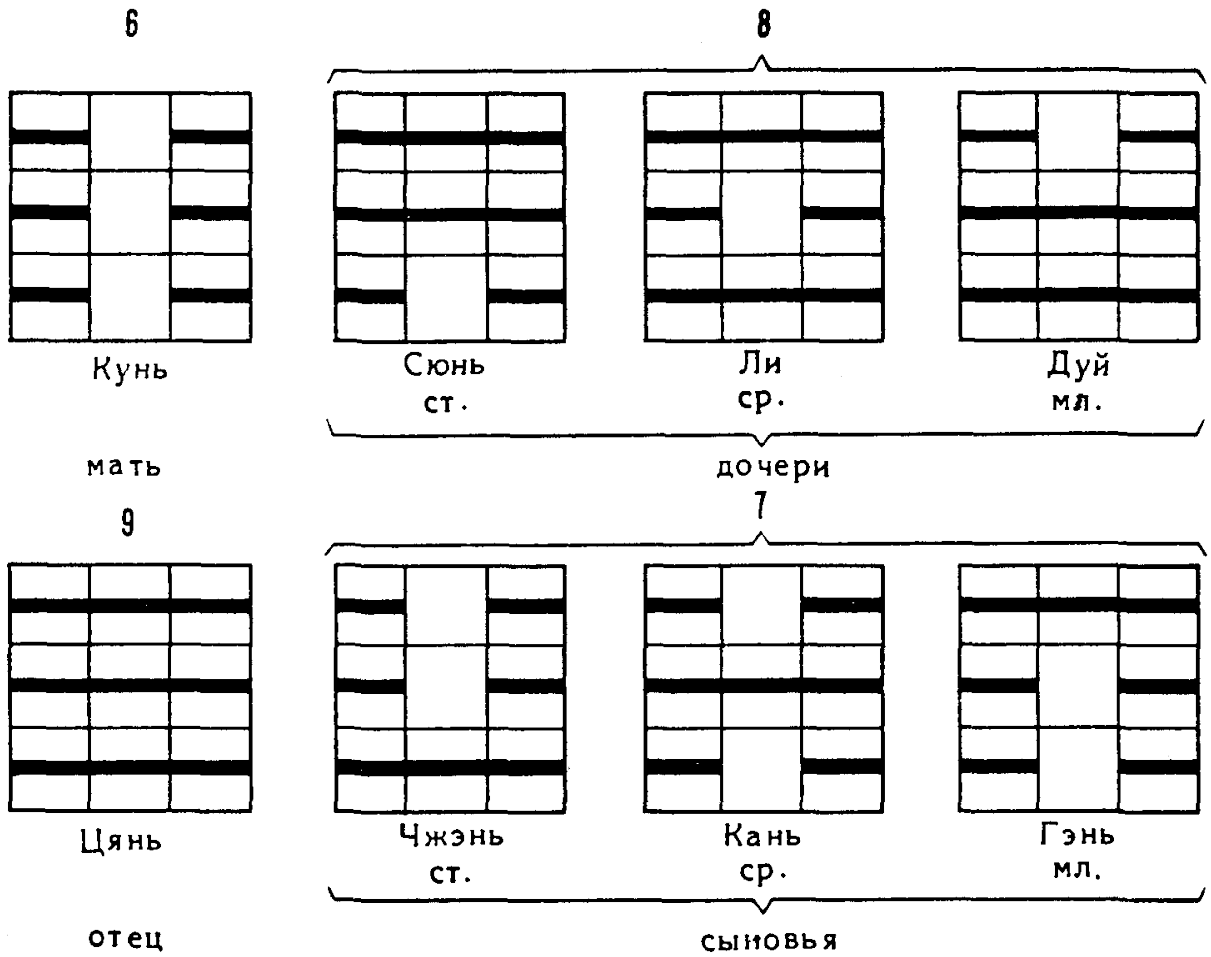 6
8
Кунь
Сюнь
ст.
Ли
ср.
Дуй
мл.
мать
дочери
9
7
Цянь
Чжэнь
ст.
Кань
ср.
Гэнь
мл.
отец
сыновья